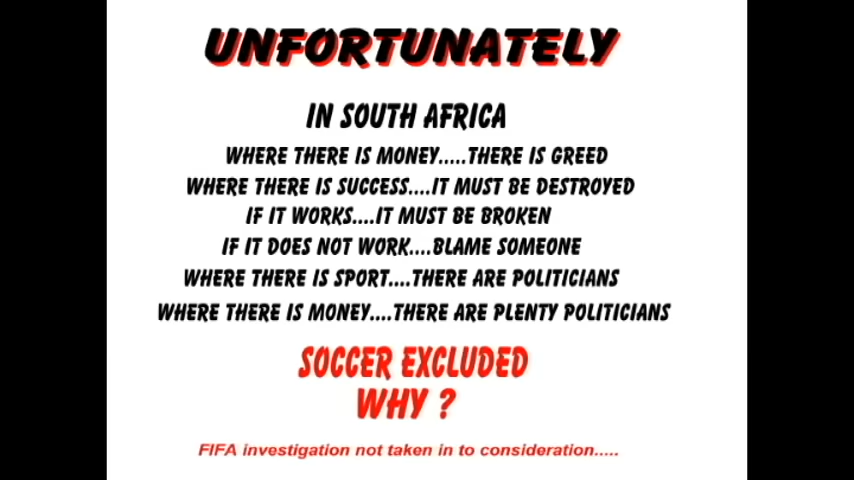 UNFORTUNATELY
IN SOUTH AFRICA
WHERE THERE IS MONEY.....THERE IS GREED
WHERE THERE IS SUCCESS....IT MUST BE DESTROYED
IF IT WORKS....IT MUST BE BROKEN
IF IT DOES NOT WORK....BLAME SOMEONE
WHERE THERE IS SPORT....THERE ARE POLITICIANS
WHERE THERE IS MONEY....THERE ARE PLENTY POLITICIANS
SOCCER EXCLUDED
WHY ?
FIFA investigation not taken in to consideration.....